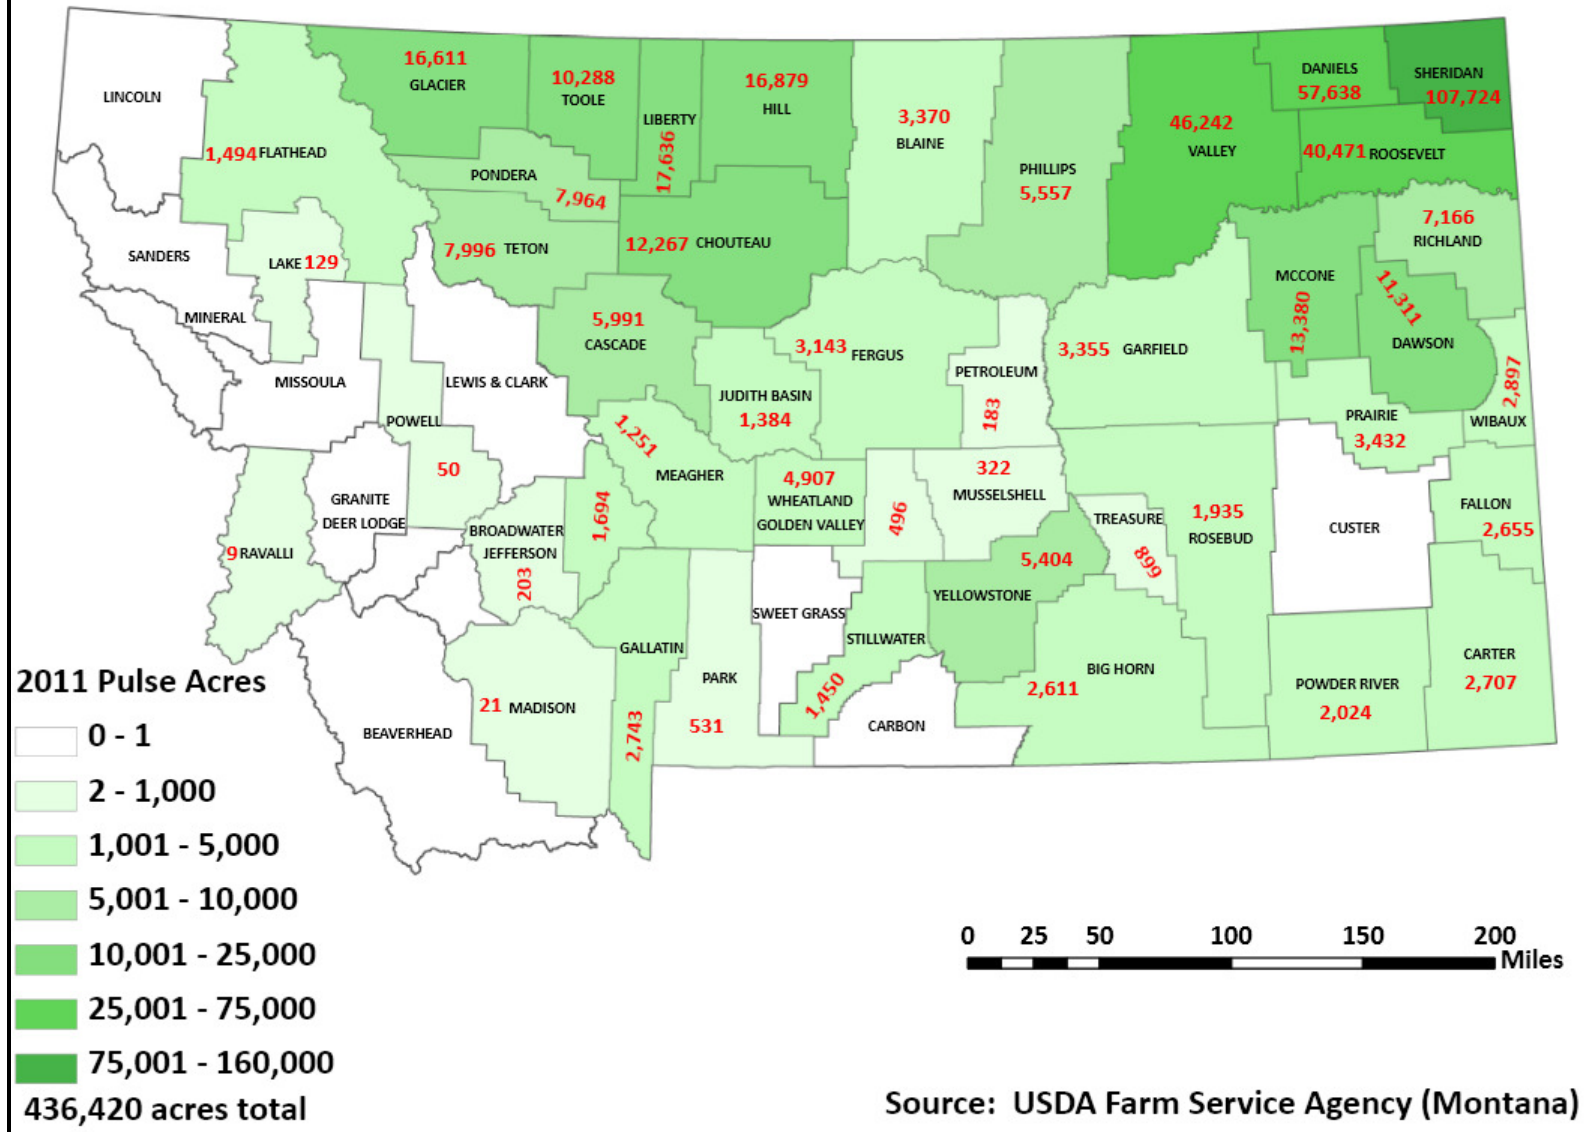 LINCOLN
1,494 FLATHEAD
16,611
GLACIER
10,288
TOOLE
LIBERTY
17,636
16,879
HILL
3,370
BLAINE
PHILLIPS
5,557
46,242
VALLEY
DANIELS
57,638
SHERIDAN
107,724
40,471 ROOSEVELT
PONDERA
7,964
SANDERS
LAKE 129
7,996 TETON
12,267 CHOUTEAU
7,166
RICHLAND
MCCONE
13,380
11,311
DAWSON
MINERAL
MISSOULA
LEWIS & CLARK
5,991
CASCADE
3,143 FERGUS
PETROLEUM
183
3,355 GARFIELD
2,897
WIBAUX
JUDITH BASIN
1,384
PRAIRIE
3,432
POWELL
50
1,251
MEAGHER
4,907
WHEATLAND
GOLDEN VALLEY
496
322
MUSSELSHELL
TREASURE
899
1,935
ROSEBUD
CUSTER
FALLON
2,655
GRANITE
DEER LODGE
BROADWATER
JEFFERSON
203
1,694
9 RAVALLI
5,404
YELLOWSTONE
SWEET GRASS
STILLWATER
1,450
GALLATIN
2,743
PARK
531
BIG HORN
2,611
POWDER RIVER
2,024
CARTER
2,707
21 MADISON
BEAVERHEAD
CARBON
2011 Pulse Acres
0 - 1
2 - 1,000
1,001 - 5,000
5,001 - 10,000
10,001 - 25,000
25,001 - 75,000
75,001 - 160,000
436,420 acres total
0 25 50 100 150 200
Miles
Source: USDA Farm Service Agency (Montana)